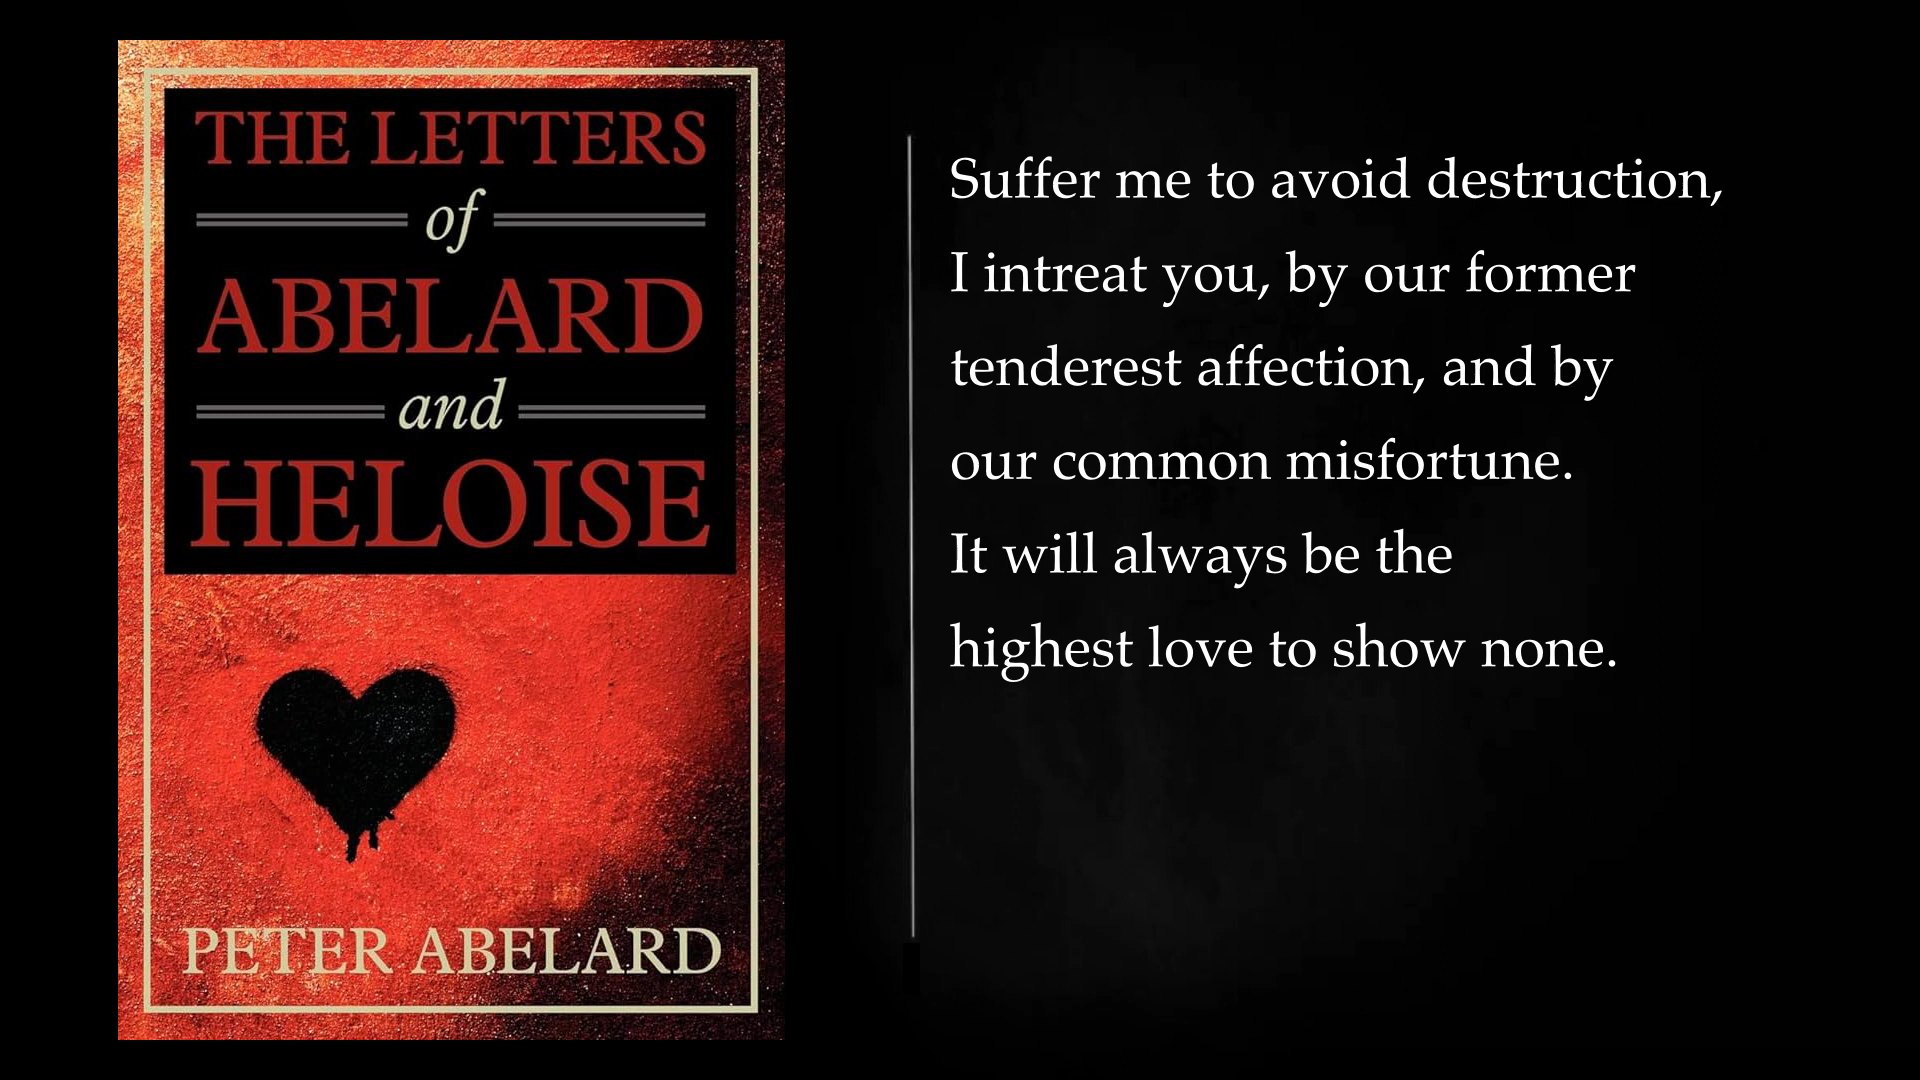 THE LETTERS
of
ABELARD
and
HELOISE
PETER ABELARD
Suffer me to avoid destruction,
I intreat you, by our former
tenderest affection, and by
our common misfortune.
It will always be the
highest love to show none.